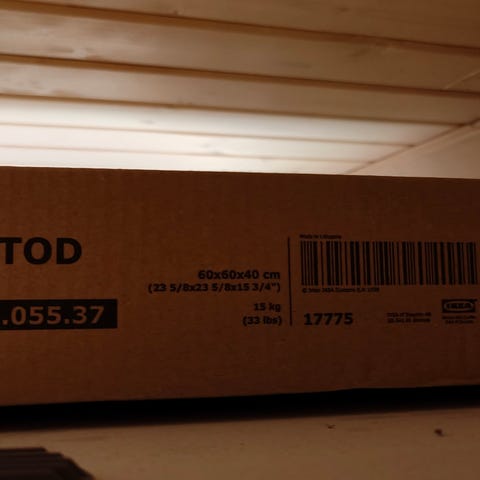 TOD
.055.37
60x60x40 cm
(23 5/8x23 5/8x15 3/4")
15 kg
(33 lbs)
17775
IKEA